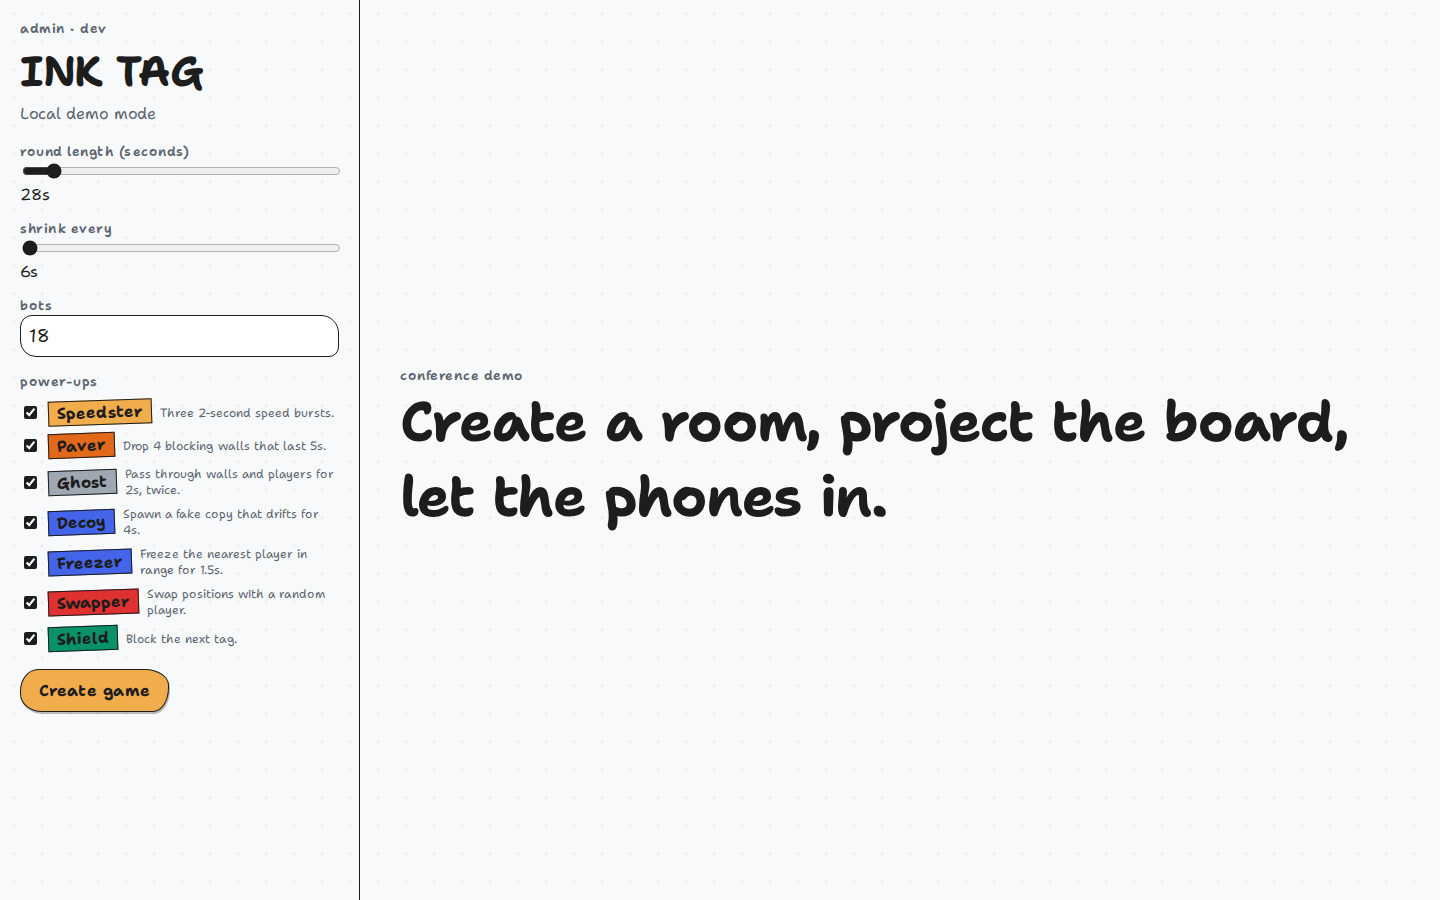 admin · dev
INK TAG
Local demo mode
round length (seconds)
28s
shrink every
6s
bots
18
power-ups
Speedster Three 2-second speed bursts.
Paver Drop 4 blocking walls that last 5s.
Ghost Pass through walls and players for
2s, twice.
Decoy Spawn a fake copy that drifts for
4s.
Freezer Freeze the nearest player in
range for 1.5s.
Swapper Swap positions with a random
player.
Shield Block the next tag.
Create game
conference demo
Create a room, project the board,
let the phones in.